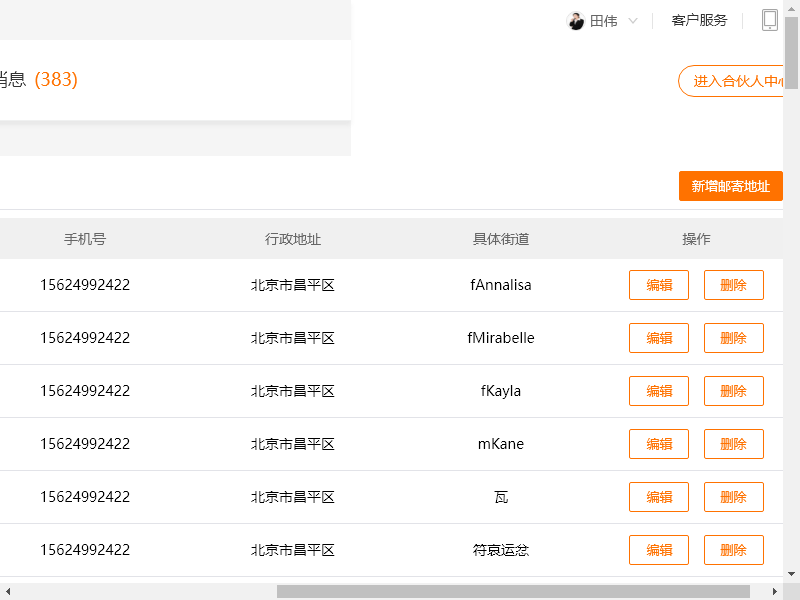 田伟 客户服务
消息 (383)
进入合伙人中心
新增邮寄地址
手机号 行政地址 具体街道 操作
15624992422 北京市昌平区 fAnnalisa 编辑 删除
15624992422 北京市昌平区 fMirabelle 编辑 删除
15624992422 北京市昌平区 fKayla 编辑 删除
15624992422 北京市昌平区 mKane 编辑 删除
15624992422 北京市昌平区 瓦 编辑 删除
15624992422 北京市昌平区 符哀运忿 编辑 删除